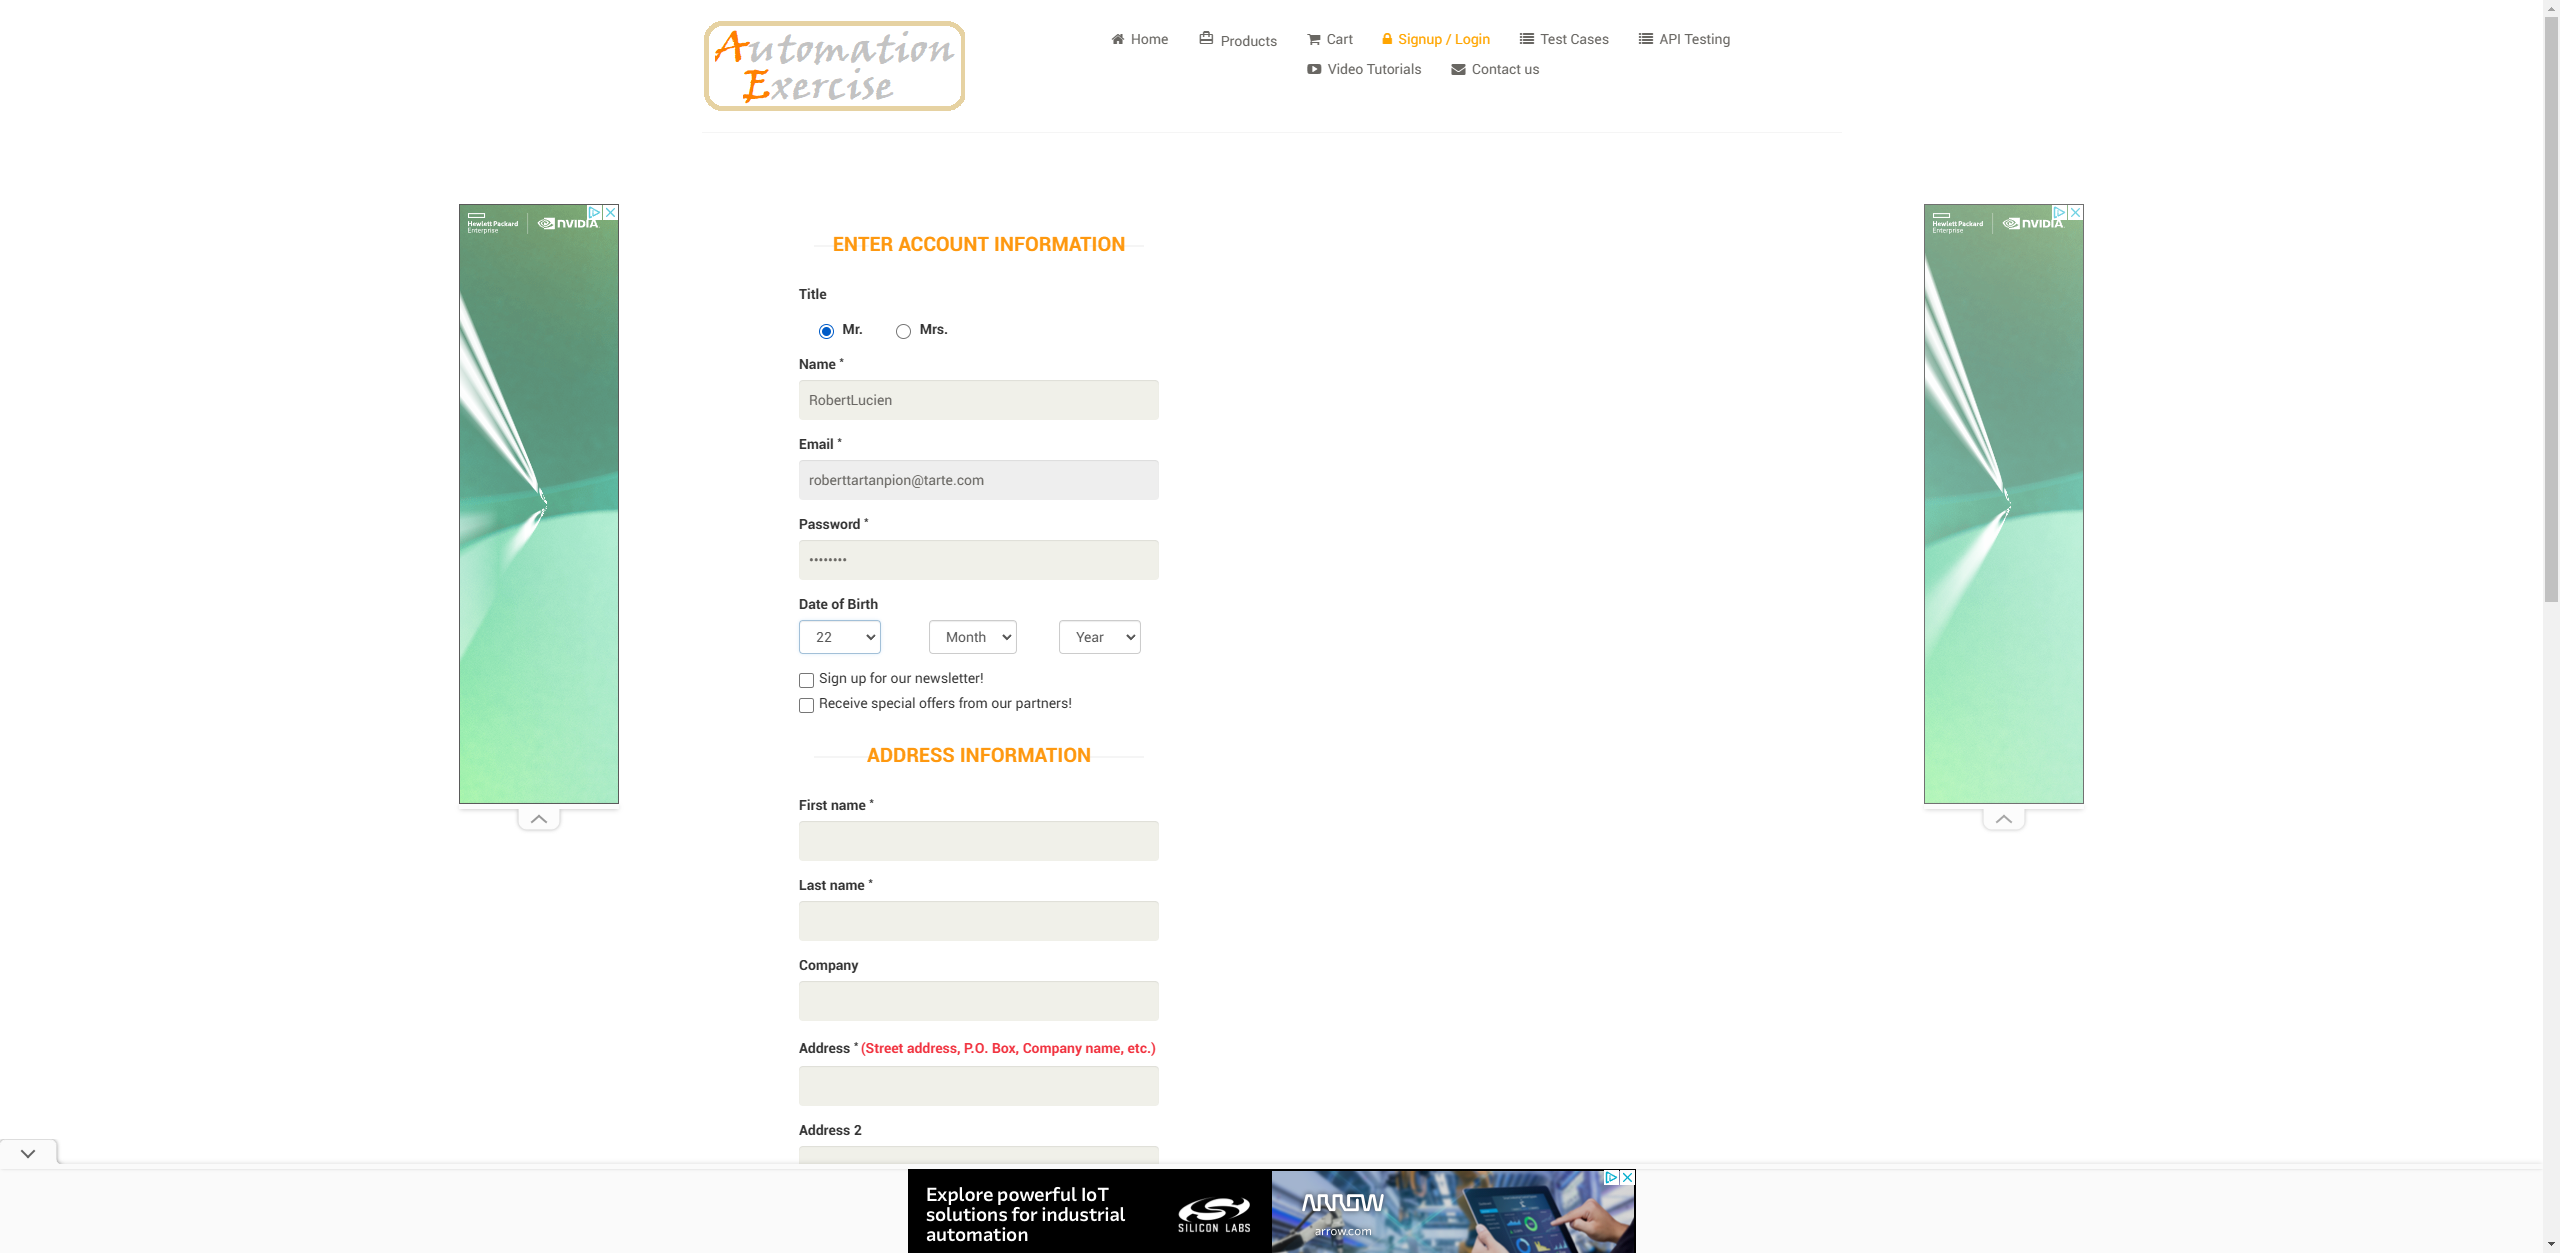 Automation
Exercise
Home
Products
Cart
Signup / Login
Test Cases
API Testing
Video Tutorials
Contact us
Hewlett Packard
Enterprise
NVIDIA
Hewlett Packard
Enterprise
NVIDIA
ENTER ACCOUNT INFORMATION
Title
Mr.
Mrs.
Name *
RobertLucien
Email *
roberttartanpion@tarte.com
Password *
••••••••
Date of Birth
22
Month
Year
Sign up for our newsletter!
Receive special offers from our partners!
ADDRESS INFORMATION
First name *
Last name *
Company
Address * (Street address, P.O. Box, Company name, etc.)
Address 2
Explore powerful IoT
solutions for industrial
automation
SILICON LABS
ARROW
arrow.com